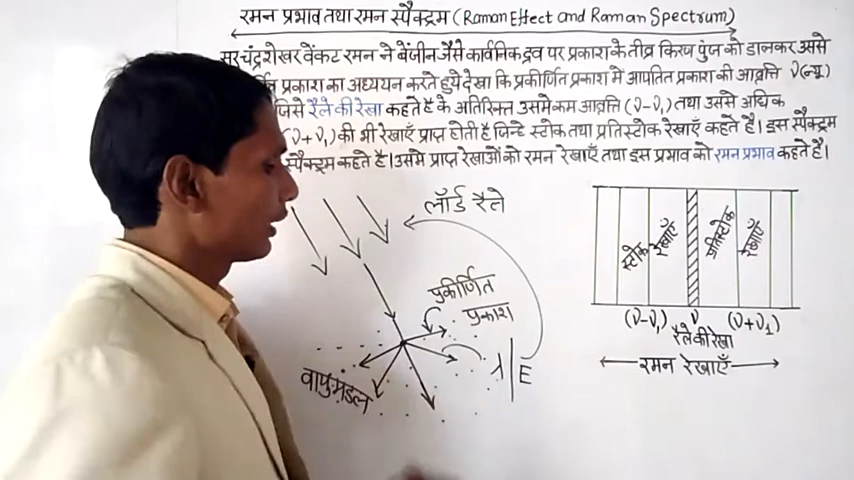 रमन प्रभाव तथा रमन स्पैक्ट्रम (Raman Effect and Raman Spectrum)
सर चंद्रशेखर वेंकट रमन ने बेंजीन जैसे कार्वनिक द्रव पर प्रकाश के तीव्र किरण पुंज को डालकर उससे
प्रकाश का अध्ययन करते हुये देखा कि प्रकीर्णित प्रकाश में आपतित प्रकाश की आवृत्ति ν(न्यू)
जिसे रैले की रेखा कहते है के अतिरिक्त उसमे कम आवृत्ति (ν-ν₁) तथा उससे अधिक
(ν+ν₁) की भी रेखाएँ प्राप्त होती है जिन्हे स्टोक तथा प्रतिस्टोक रेखाएँ कहते है। इस स्पैक्ट्रम
स्पैक्ट्रम कहते है। उसमे प्राप्त रेखाओं को रमन रेखाएँ तथा इस प्रभाव को रमन प्रभाव कहते है।
लॉर्ड रैले
प्रकीर्णित
प्रकाश
वायुमंडल
E
स्टोक रेखाएँ
प्रतिस्टोक रेखाएँ
(ν-ν₁) ν (ν+ν₁)
रैले की रेखा
रमन रेखाएँ